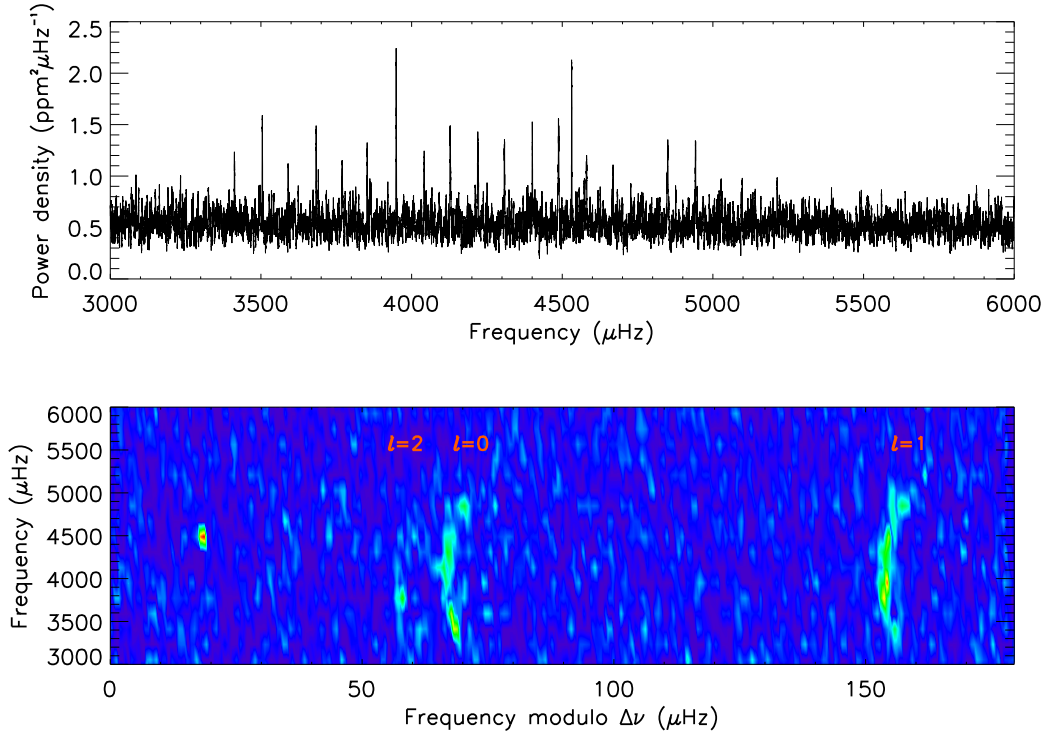 Power density (ppm²μHz⁻¹)
2.5
2.0
1.5
1.0
0.5
0.0
3000 3500 4000 4500 5000 5500 6000
Frequency (μHz)
Frequency (μHz)
6000
5500
5000
4500
4000
3500
3000
l=2 l=0 l=1
0 50 100 150
Frequency modulo Δν (μHz)